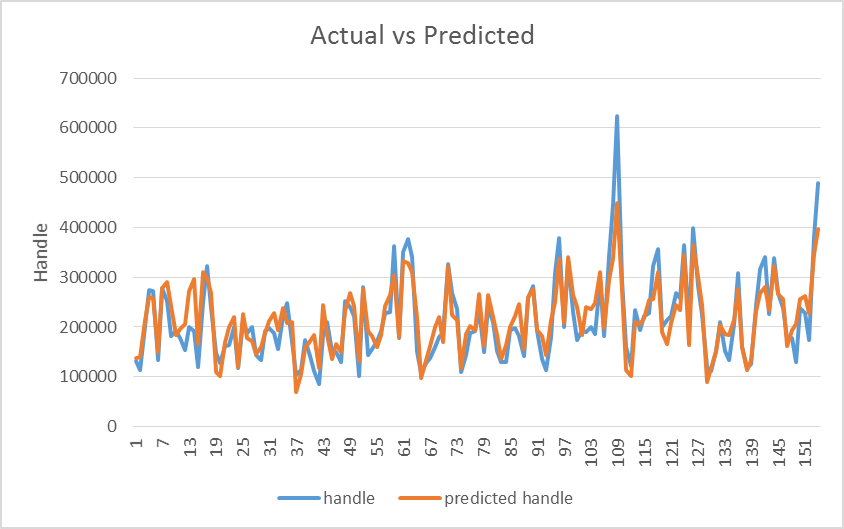 Actual vs Predicted
700000
600000
500000
400000
300000
200000
100000
0
Handle
1 7 13 19 25 31 37 43 49 55 61 67 73 79 85 91 97 103 109 115 121 127 133 139 145 151
handle predicted handle